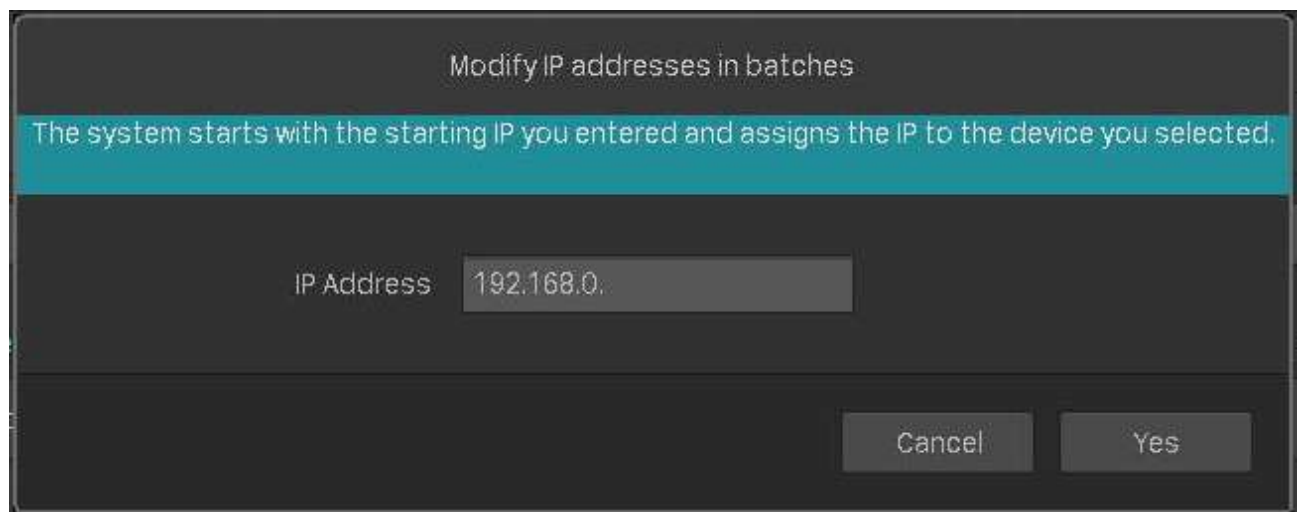 Modify IP addresses in batches
The system starts with the starting IP you entered and assigns the IP to the device you selected.
IP Address 192.168.0.
Cancel Yes